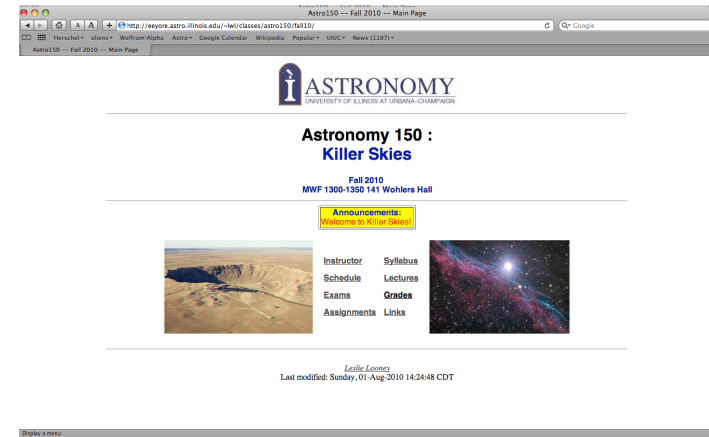 Astro150 -- Fall 2010 -- Main Page
A A + http://eeyore.astro.illinois.edu/~lwl/classes/astro150/fall10/ Google
Herschel aliens Wolfram|Alpha Astro Google Calendar Wikipedia Popular UIUC News (1187)
Astro150 -- Fall 2010 -- Main Page
ASTRONOMY
UNIVERSITY OF ILLINOIS AT URBANA-CHAMPAIGN
Astronomy 150 :
Killer Skies
Fall 2010
MWF 1300-1350 141 Wohlers Hall
Announcements:
Welcome to Killer Skies!
Instructor Syllabus
Schedule Lectures
Exams Grades
Assignments Links
Leslie Looney
Last modified: Sunday, 01-Aug-2010 14:24:48 CDT
Display a menu